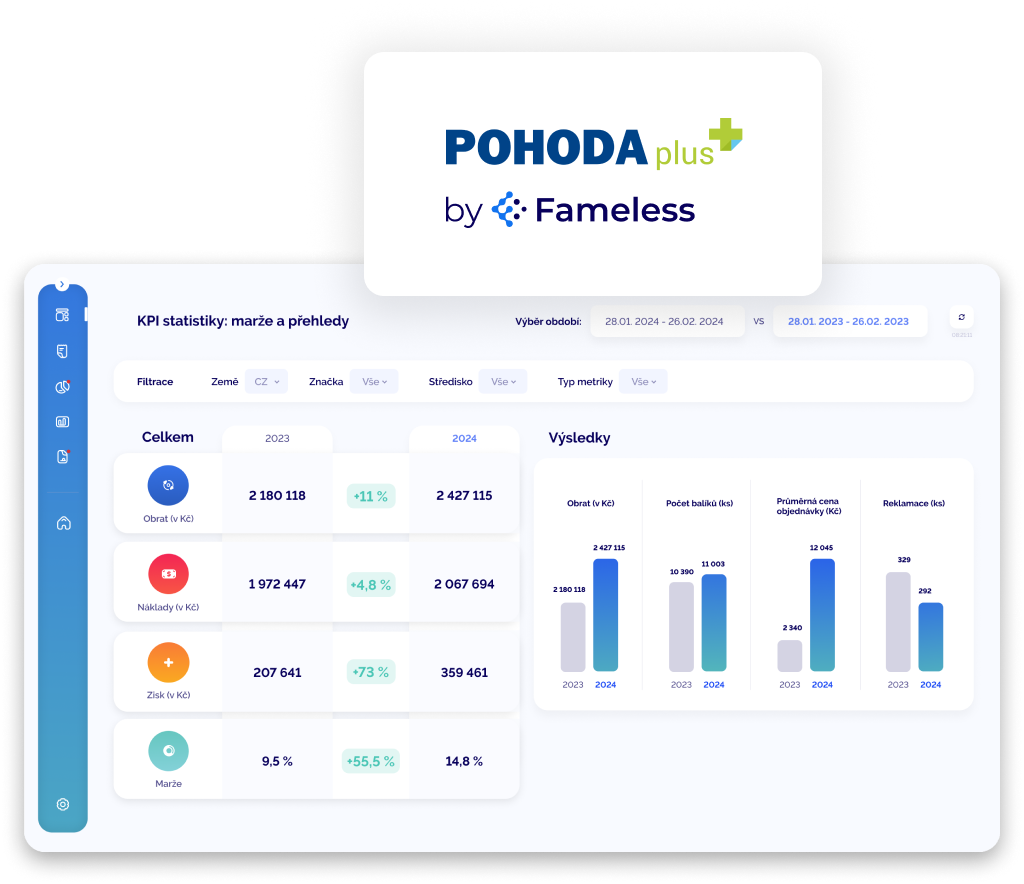 POHODA plus
by Fameless
KPI statistiky: marže a přehledy
Výběr období:
28.01. 2024 - 26.02. 2024
VS
28.01. 2023 - 26.02. 2023
Filtrace
Země
CZ
Značka
Vše
Středisko
Vše
Typ metriky
Vše
Celkem
2023
2024
Obrat (v Kč)
2 180 118
+11 %
2 427 115
Náklady (v Kč)
1 972 447
+4,8 %
2 067 694
Zisk (v Kč)
207 641
+73 %
359 461
Marže
9,5 %
+55,5 %
14,8 %
Výsledky
Obrat (v Kč)
2 180 118
2 427 115
2023
2024
Počet balíků (ks)
10 390
11 003
2023
2024
Průměrná cena
objednávky (Kč)
2 340
12 045
2023
2024
Reklamace (ks)
329
292
2023
2024